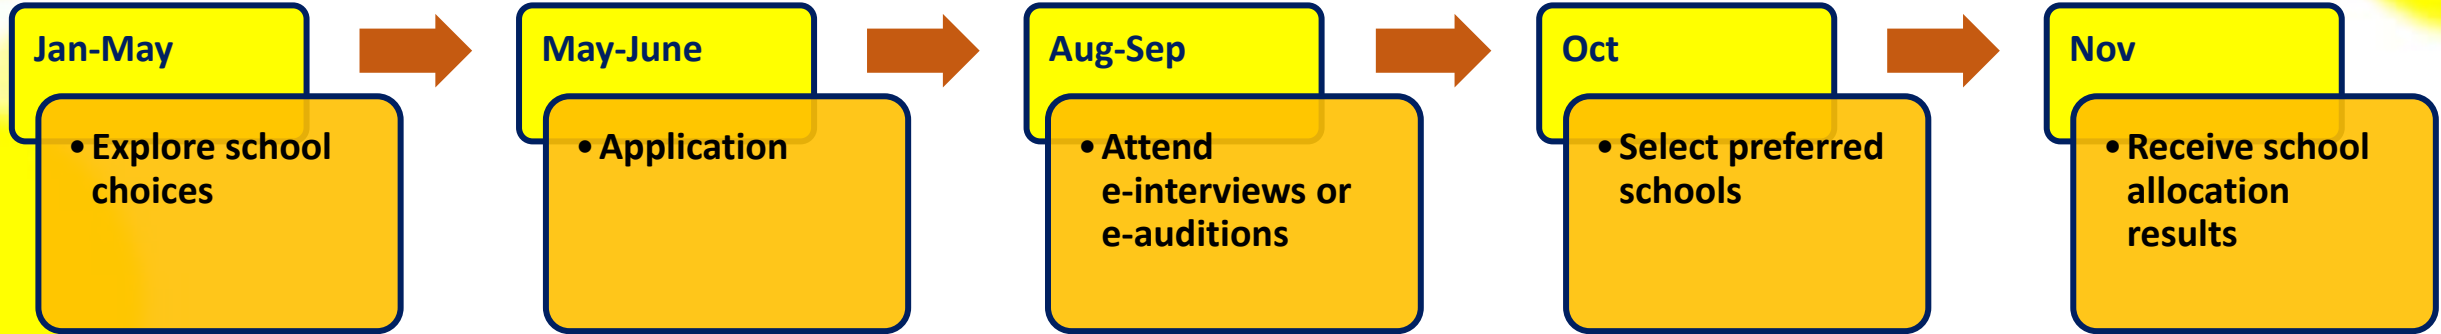 Jan-May
• Explore school
choices
May-June
• Application
Aug-Sep
• Attend
e-interviews or
e-auditions
Oct
• Select preferred
schools
Nov
• Receive school
allocation
results